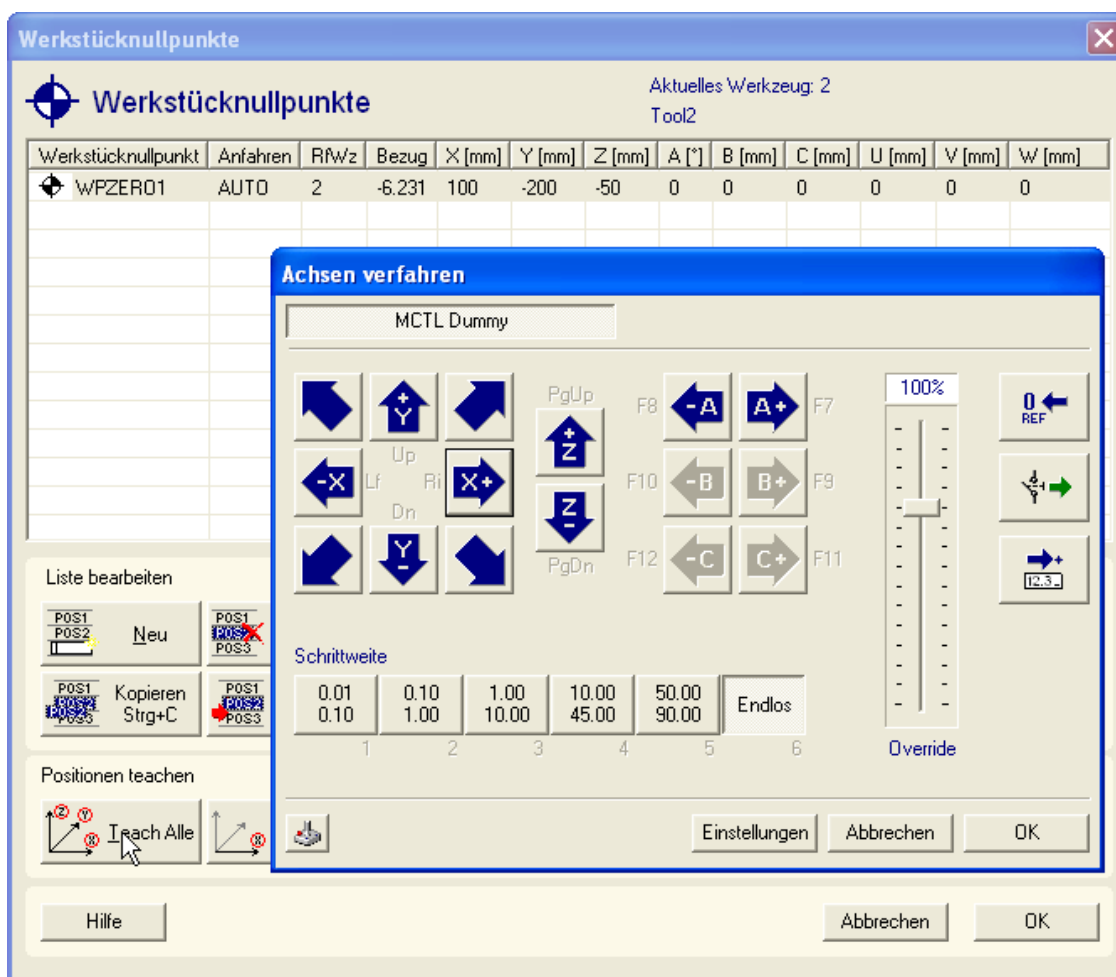 Werkstücknullpunkte
Werkstücknullpunkte
Aktuelles Werkzeug: 2
Tool2
Werkstücknullpunkt Anfahren RfWz Bezug X [mm] Y [mm] Z [mm] A [°] B [mm] C [mm] U [mm] V [mm] W [mm]
WPZERO1 AUTO 2 -6.231 100 -200 -50 0 0 0 0 0 0
Achsen verfahren
MCTL Dummy
+Y
Up
-X Lf Ri X+
Dn
Y-
PgUp
+Z
Z-
PgDn
F8 -A A+ F7
F10 -B B+ F9
F12 -C C+ F11
100%
Override
0 REF
12.3_
Schrittweite
0.01 0.10 1.00 10.00 50.00 Endlos
0.10 1.00 10.00 45.00 90.00
1 2 3 4 5 6
Einstellungen Abbrechen OK
Liste bearbeiten
POS1
POS2
Neu
POS1
POS2
POS3
POS1
POS2
POS3
Kopieren
Strg+C
POS1
POS2
POS3
Positionen teachen
Z Y X
Teach Alle
X
Hilfe Abbrechen OK